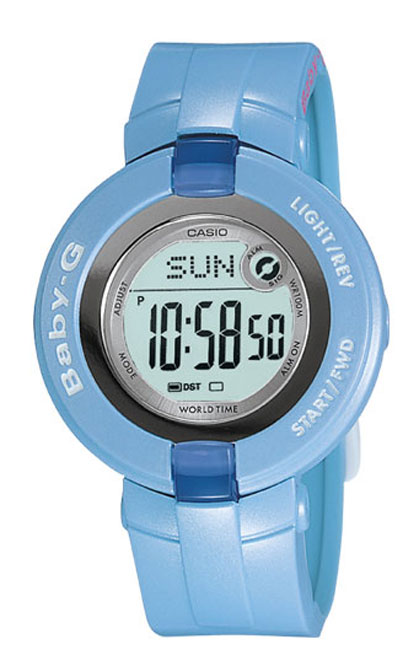 CASIO
SUN
ALM
SIG
ADJUST
WET100M
P
10:58 50
MODE
ALM ON
DST
WORLD TIME
Baby-G
LIGHT/REV
START/FWD